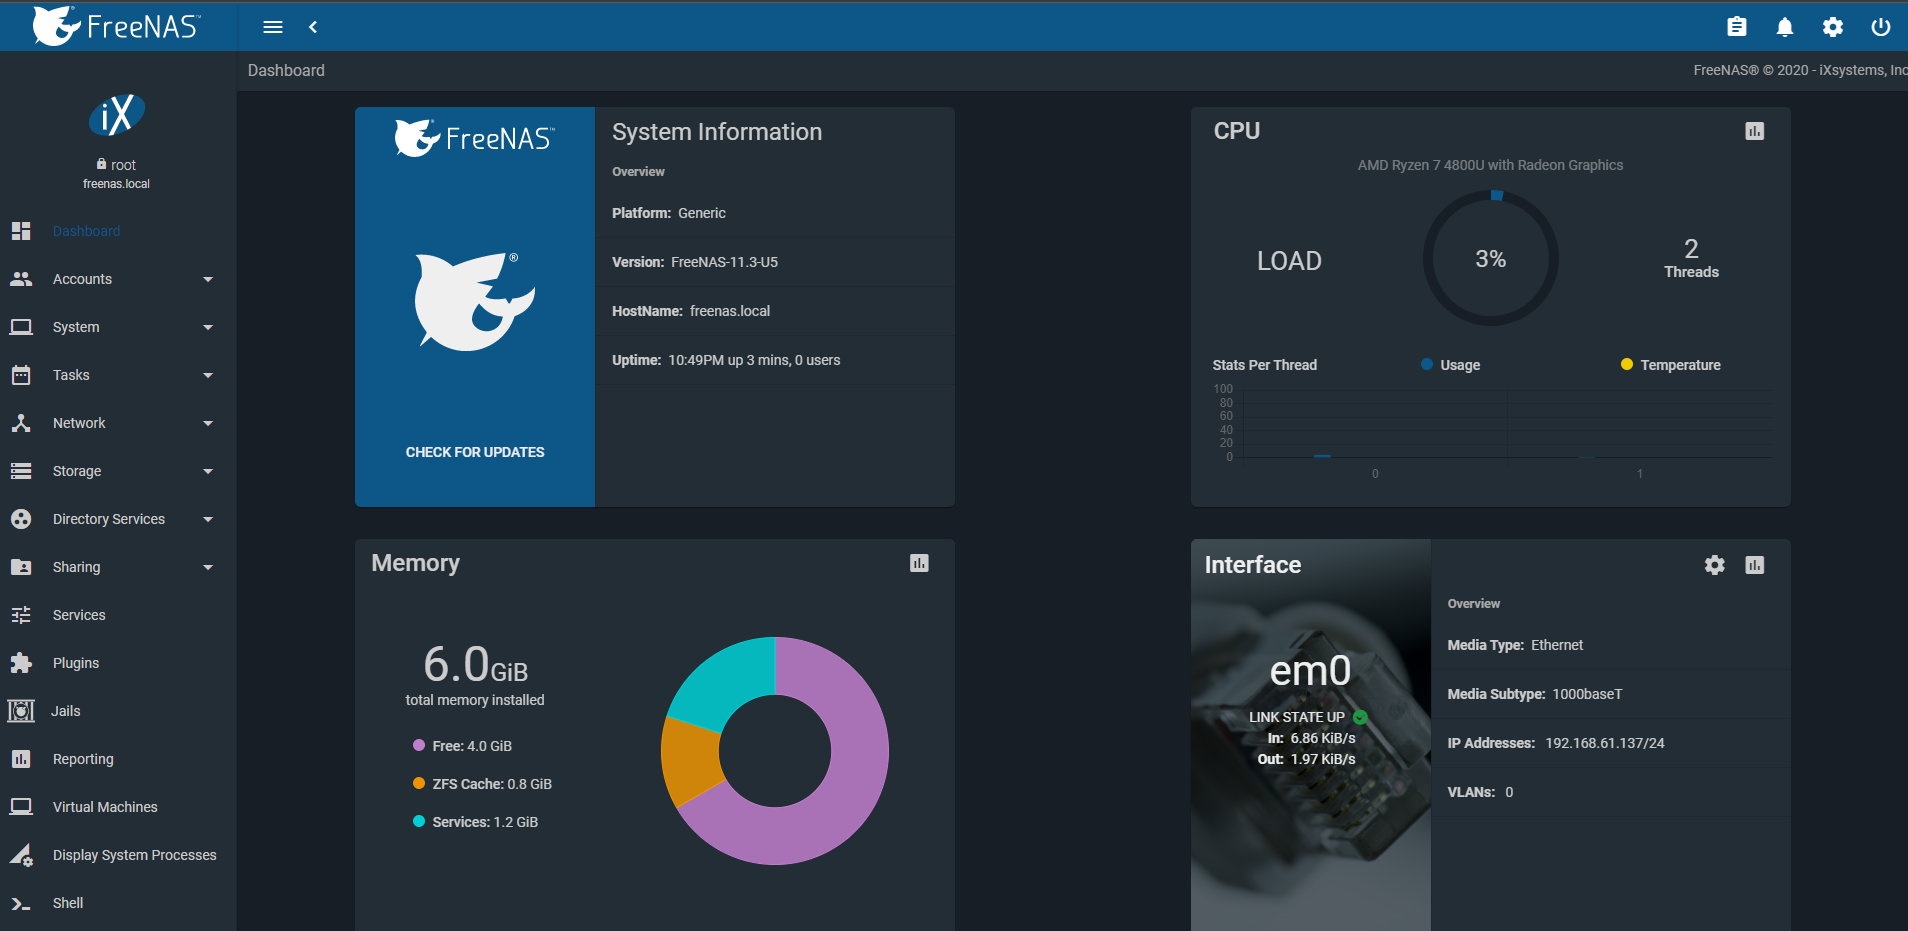 FreeNAS™
Dashboard
FreeNAS® © 2020 - iXsystems, Inc
iX
root
freenas.local
Dashboard
Accounts
System
Tasks
Network
Storage
Directory Services
Sharing
Services
Plugins
Jails
Reporting
Virtual Machines
Display System Processes
Shell
FreeNAS™
®
CHECK FOR UPDATES
System Information
Overview
Platform: Generic
Version: FreeNAS-11.3-U5
HostName: freenas.local
Uptime: 10:49PM up 3 mins, 0 users
CPU
AMD Ryzen 7 4800U with Radeon Graphics
LOAD
3%
2
Threads
Stats Per Thread
Usage
Temperature
100
80
60
40
20
0
0 1
Memory
6.0GiB
total memory installed
Free: 4.0 GiB
ZFS Cache: 0.8 GiB
Services: 1.2 GiB
Interface
em0
LINK STATE UP
In: 6.86 KiB/s
Out: 1.97 KiB/s
Overview
Media Type: Ethernet
Media Subtype: 1000baseT
IP Addresses: 192.168.61.137/24
VLANs: 0